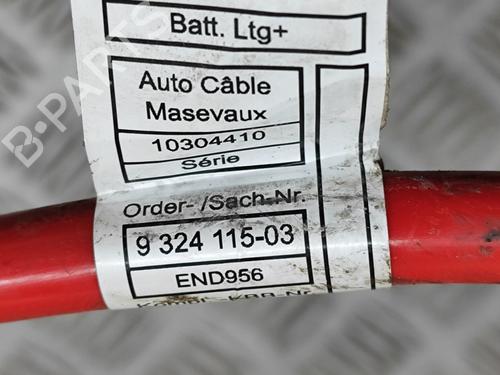 Batt. Ltg+
Auto Câble
Masevaux
10304410
Série
Order- /Sach-Nr.
9 324 115-03
END956
B-PARTS